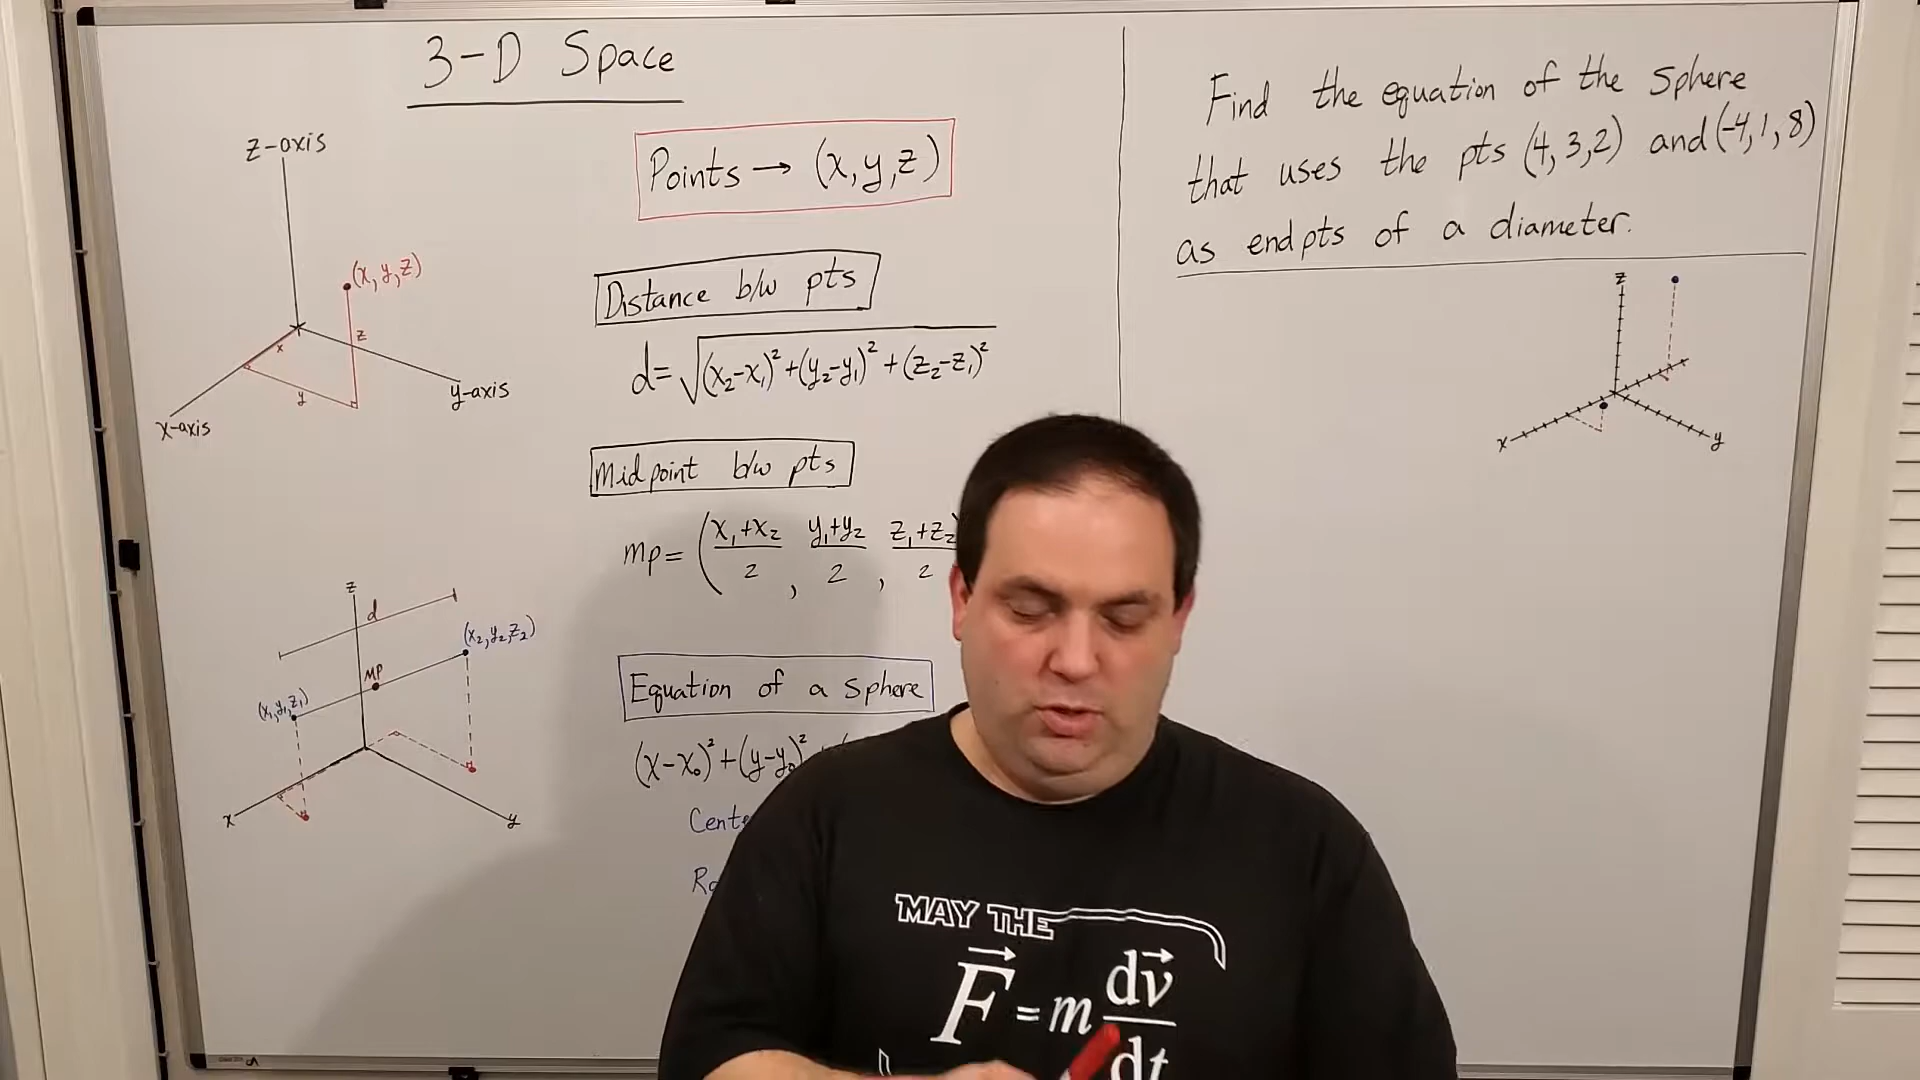 3-D Space
z-axis
(x, y, z)
z
x
y
y-axis
x-axis
Points → (x, y, z)
Distance b/w pts
d= √(x₂-x₁)²+(y₂-y₁)²+(z₂-z₁)²
Midpoint b/w pts
mp= (x₁+x₂/2, y₁+y₂/2, z₁+z₂/2
z
d
(x₂, y₂, z₂)
MP
(x₁, y₁, z₁)
x
y
Equation of a sphere
(x-x₀)²+(y-y₀)²
Find the equation of the sphere
that uses the pts (4, 3, 2) and (-4, 1, 8)
as endpts of a diameter.
z
x
y
MAY THE
F = m dv/dt